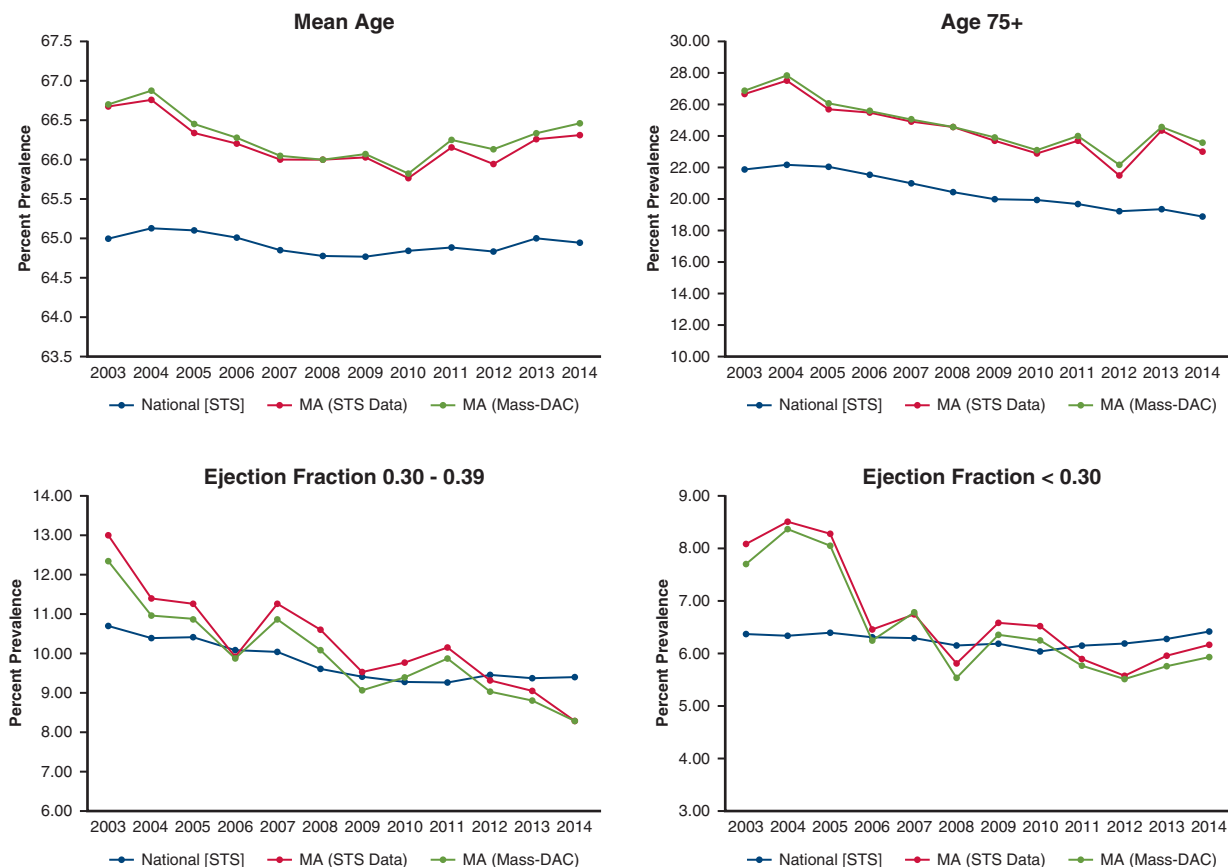 Mean Age
Percent Prevalence
67.5
67.0
66.5
66.0
65.5
65.0
64.5
64.0
63.5
2003 2004 2005 2006 2007 2008 2009 2010 2011 2012 2013 2014
National [STS] MA (STS Data) MA (Mass-DAC)
Age 75+
Percent Prevalence
30.00
28.00
26.00
24.00
22.00
20.00
18.00
16.00
14.00
12.00
10.00
2003 2004 2005 2006 2007 2008 2009 2010 2011 2012 2013 2014
National [STS] MA (STS Data) MA (Mass-DAC)
Ejection Fraction 0.30 - 0.39
Percent Prevalence
14.00
13.00
12.00
11.00
10.00
9.00
8.00
7.00
6.00
2003 2004 2005 2006 2007 2008 2009 2010 2011 2012 2013 2014
National [STS] MA (STS Data) MA (Mass-DAC)
Ejection Fraction < 0.30
Percent Prevalence
9.00
8.00
7.00
6.00
5.00
4.00
3.00
2003 2004 2005 2006 2007 2008 2009 2010 2011 2012 2013 2014
National [STS] MA (STS Data) MA (Mass-DAC)